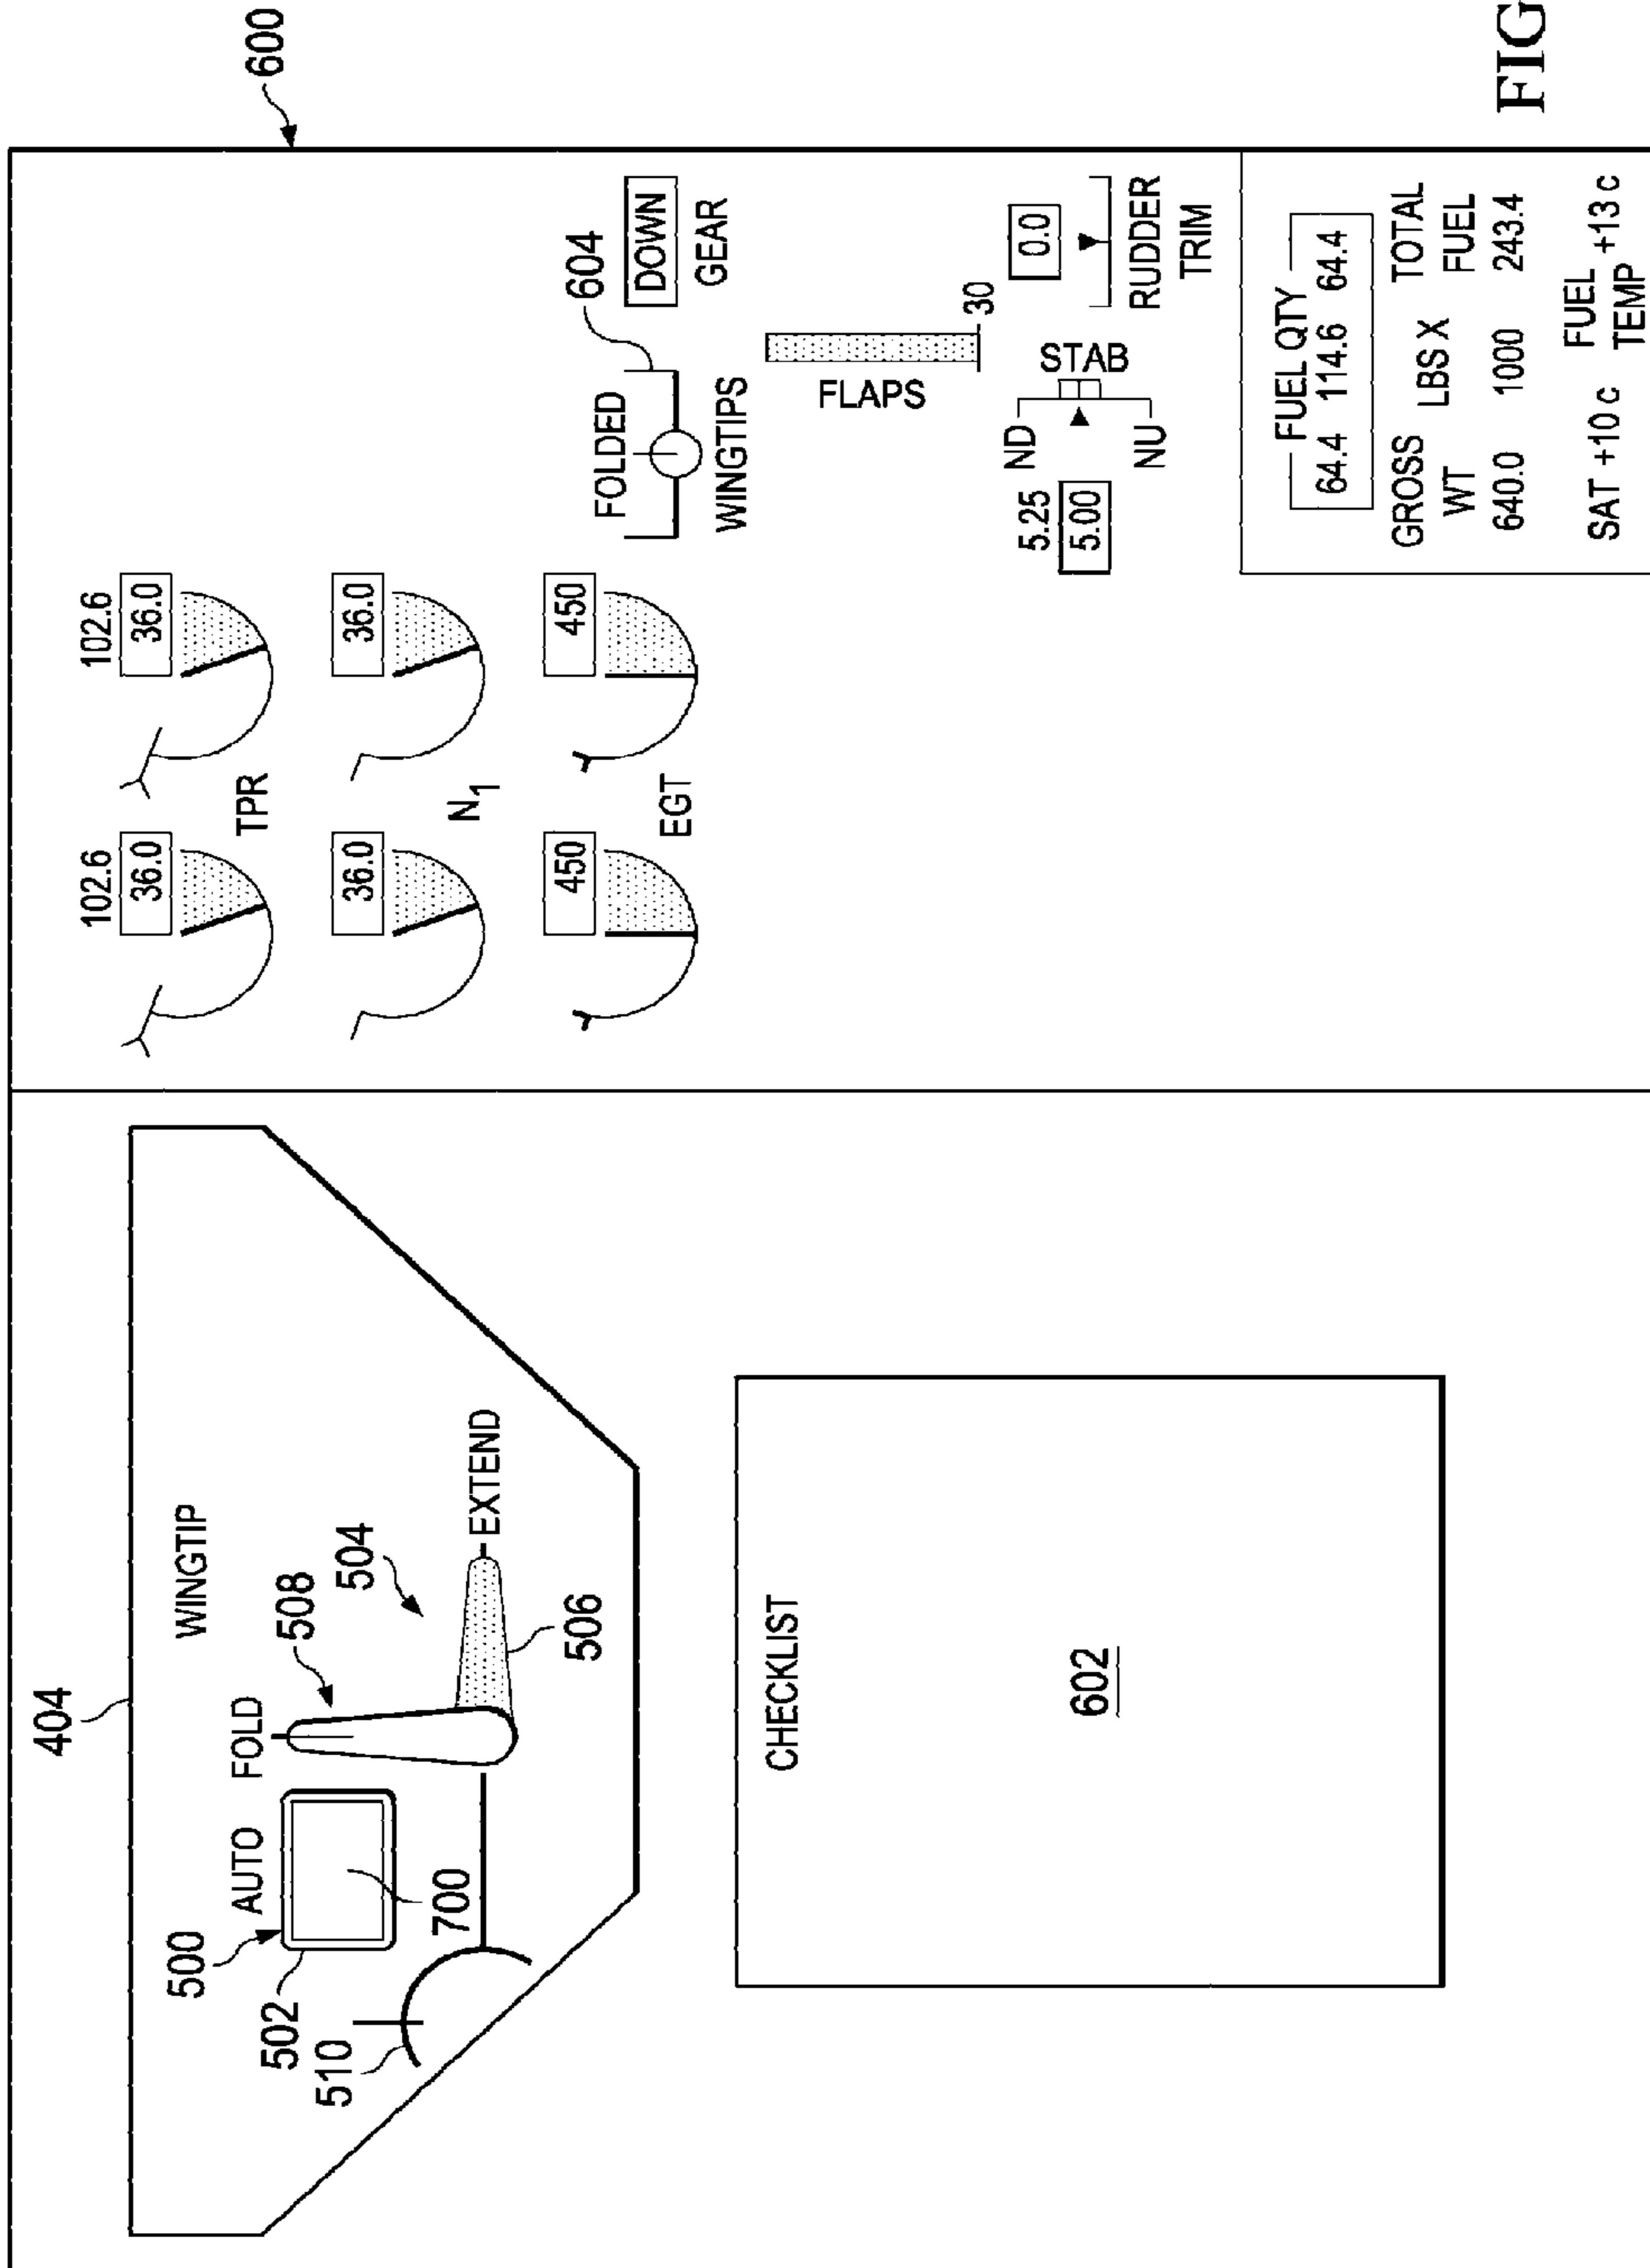 404
WINGTIP
500
AUTO
FOLD
508
502
504
510
700
EXTEND
506
CHECKLIST
602
600
102.6
102.6
36.0
36.0
TPR
36.0
36.0
N1
450
450
EGT
604
FOLDED
DOWN
WINGTIPS
GEAR
FLAPS
30
5.25
ND
5.00
STAB
NU
0.0
RUDDER
TRIM
FUEL QTY
64.4 114.6 64.4
GROSS TOTAL
WT LBS X FUEL
640.0 1000 243.4
SAT +10 c FUEL +13 c
TEMP
FIG